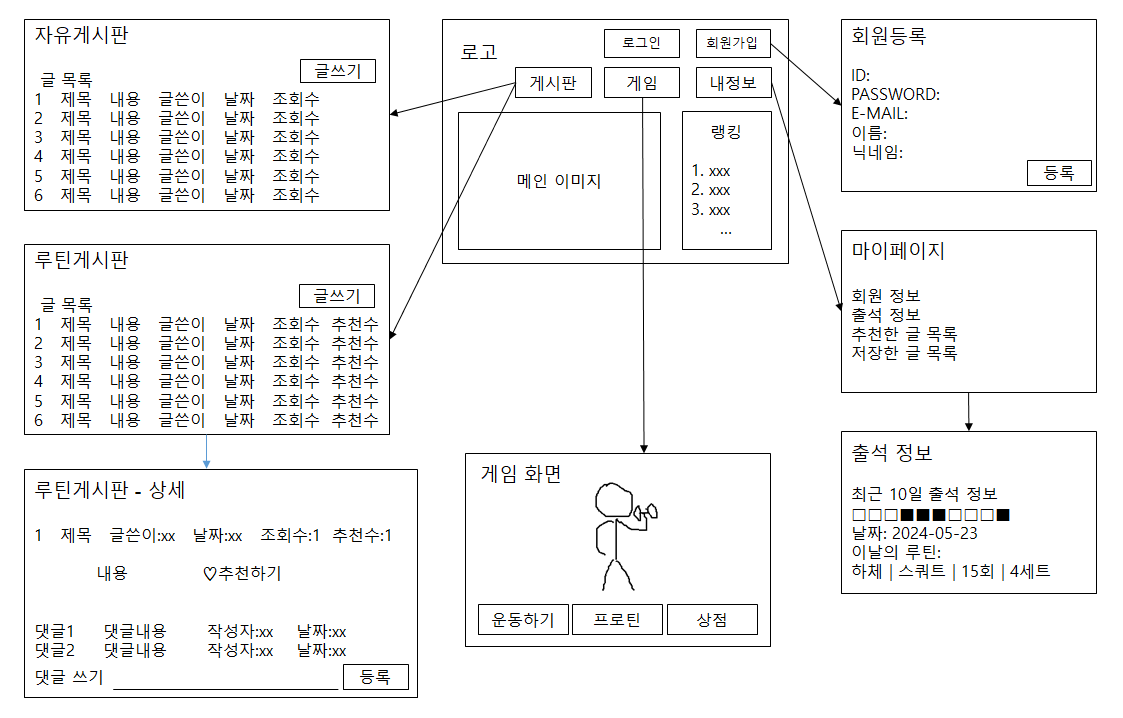 자유게시판
글쓰기
글 목록
1 제목 내용 글쓴이 날짜 조회수
2 제목 내용 글쓴이 날짜 조회수
3 제목 내용 글쓴이 날짜 조회수
4 제목 내용 글쓴이 날짜 조회수
5 제목 내용 글쓴이 날짜 조회수
6 제목 내용 글쓴이 날짜 조회수
로고
로그인 회원가입
게시판 게임 내정보
메인 이미지
랭킹
1. xxx
2. xxx
3. xxx
...
회원등록
ID:
PASSWORD:
E-MAIL:
이름:
닉네임:
등록
루틴게시판
글쓰기
글 목록
1 제목 내용 글쓴이 날짜 조회수 추천수
2 제목 내용 글쓴이 날짜 조회수 추천수
3 제목 내용 글쓴이 날짜 조회수 추천수
4 제목 내용 글쓴이 날짜 조회수 추천수
5 제목 내용 글쓴이 날짜 조회수 추천수
6 제목 내용 글쓴이 날짜 조회수 추천수
마이페이지
회원 정보
출석 정보
추천한 글 목록
저장한 글 목록
루틴게시판 - 상세
1 제목 글쓴이:xx 날짜:xx 조회수:1 추천수:1
내용 ♡추천하기
댓글1 댓글내용 작성자:xx 날짜:xx
댓글2 댓글내용 작성자:xx 날짜:xx
댓글 쓰기 등록
게임 화면
운동하기 프로틴 상점
출석 정보
최근 10일 출석 정보
□□□■■■□□□■
날짜: 2024-05-23
이날의 루틴:
하체 | 스쿼트 | 15회 | 4세트